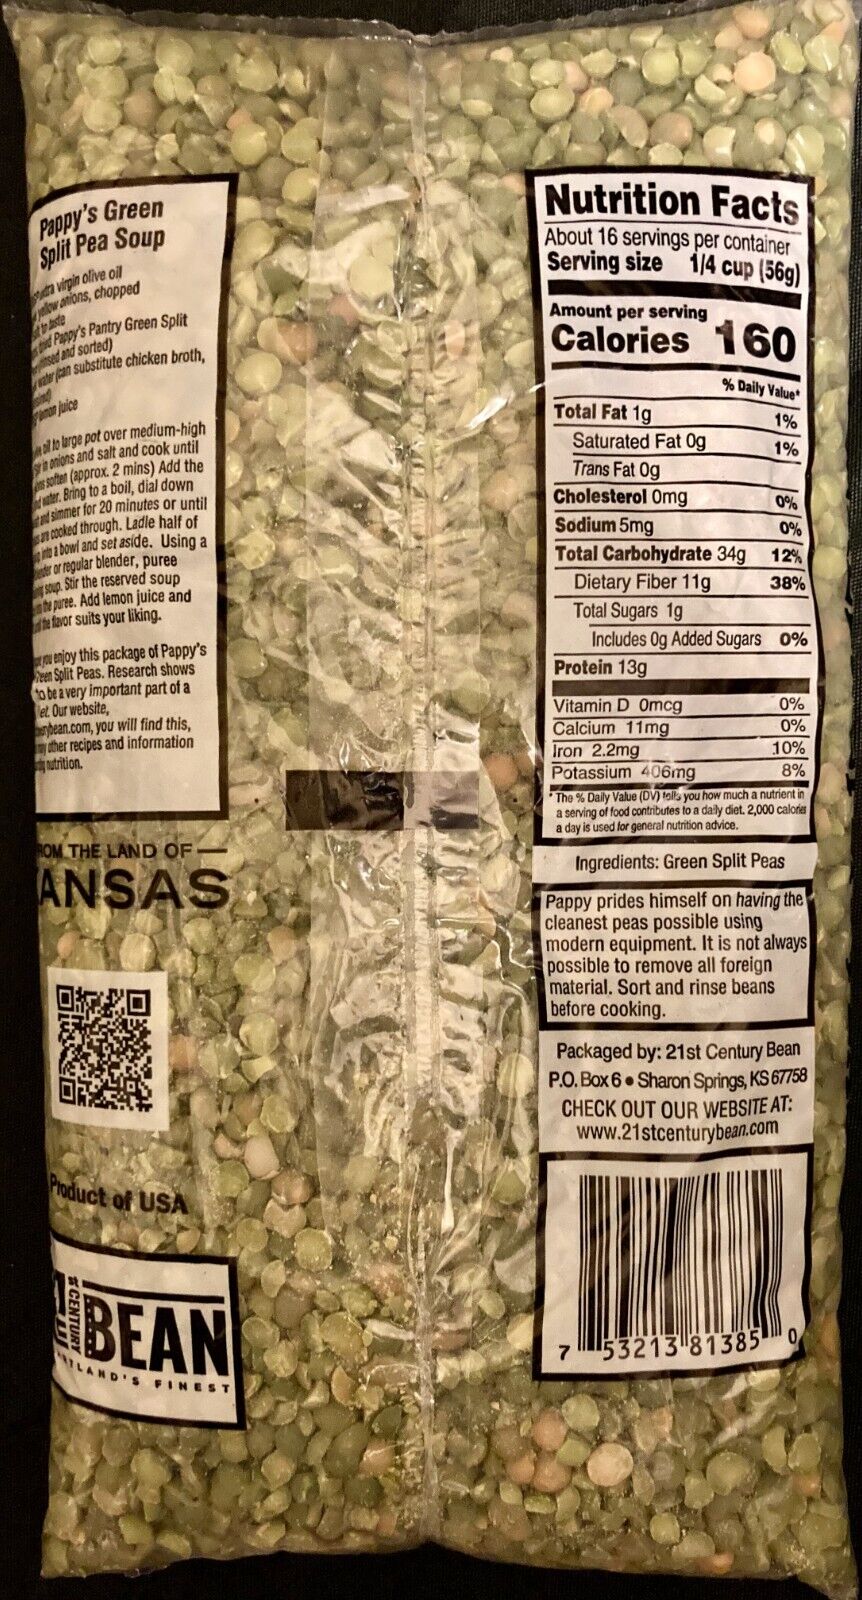 Pappy's Green
Split Pea Soup
extra virgin olive oil
yellow onions, chopped
to taste
Pappy's Pantry Green Split
and sorted)
water (can substitute chicken broth,
lemon juice
oil to large pot over medium-high
in onions and salt and cook until
soften (approx. 2 mins) Add the
water. Bring to a boil, dial down
and simmer for 20 minutes or until
are cooked through. Ladle half of
into a bowl and set aside. Using a
or regular blender, puree
soup. Stir the reserved soup
the puree. Add lemon juice and
the flavor suits your liking.
you enjoy this package of Pappy's
Split Peas. Research shows
to be a very important part of a
Our website,
you will find this,
other recipes and information
nutrition.
FROM THE LAND OF
KANSAS
Product of USA
21ST CENTURY
BEAN
FINEST
Nutrition Facts
About 16 servings per container
Serving size 1/4 cup (56g)
Amount per serving
Calories 160
% Daily Value*
Total Fat 1g 1%
Saturated Fat 0g 1%
Trans Fat 0g
Cholesterol 0mg 0%
Sodium 5mg 0%
Total Carbohydrate 34g 12%
Dietary Fiber 11g 38%
Total Sugars 1g
Includes 0g Added Sugars 0%
Protein 13g
Vitamin D 0mcg 0%
Calcium 11mg 0%
Iron 2.2mg 10%
Potassium 406mg 8%
* The % Daily Value (DV) tells you how much a nutrient in
a serving of food contributes to a daily diet. 2,000 calories
a day is used for general nutrition advice.
Ingredients: Green Split Peas
Pappy prides himself on having the
cleanest peas possible using
modern equipment. It is not always
possible to remove all foreign
material. Sort and rinse beans
before cooking.
Packaged by: 21st Century Bean
P.O. Box 6 • Sharon Springs, KS 67758
CHECK OUT OUR WEBSITE AT:
www.21stcenturybean.com
7 53213 81385 0